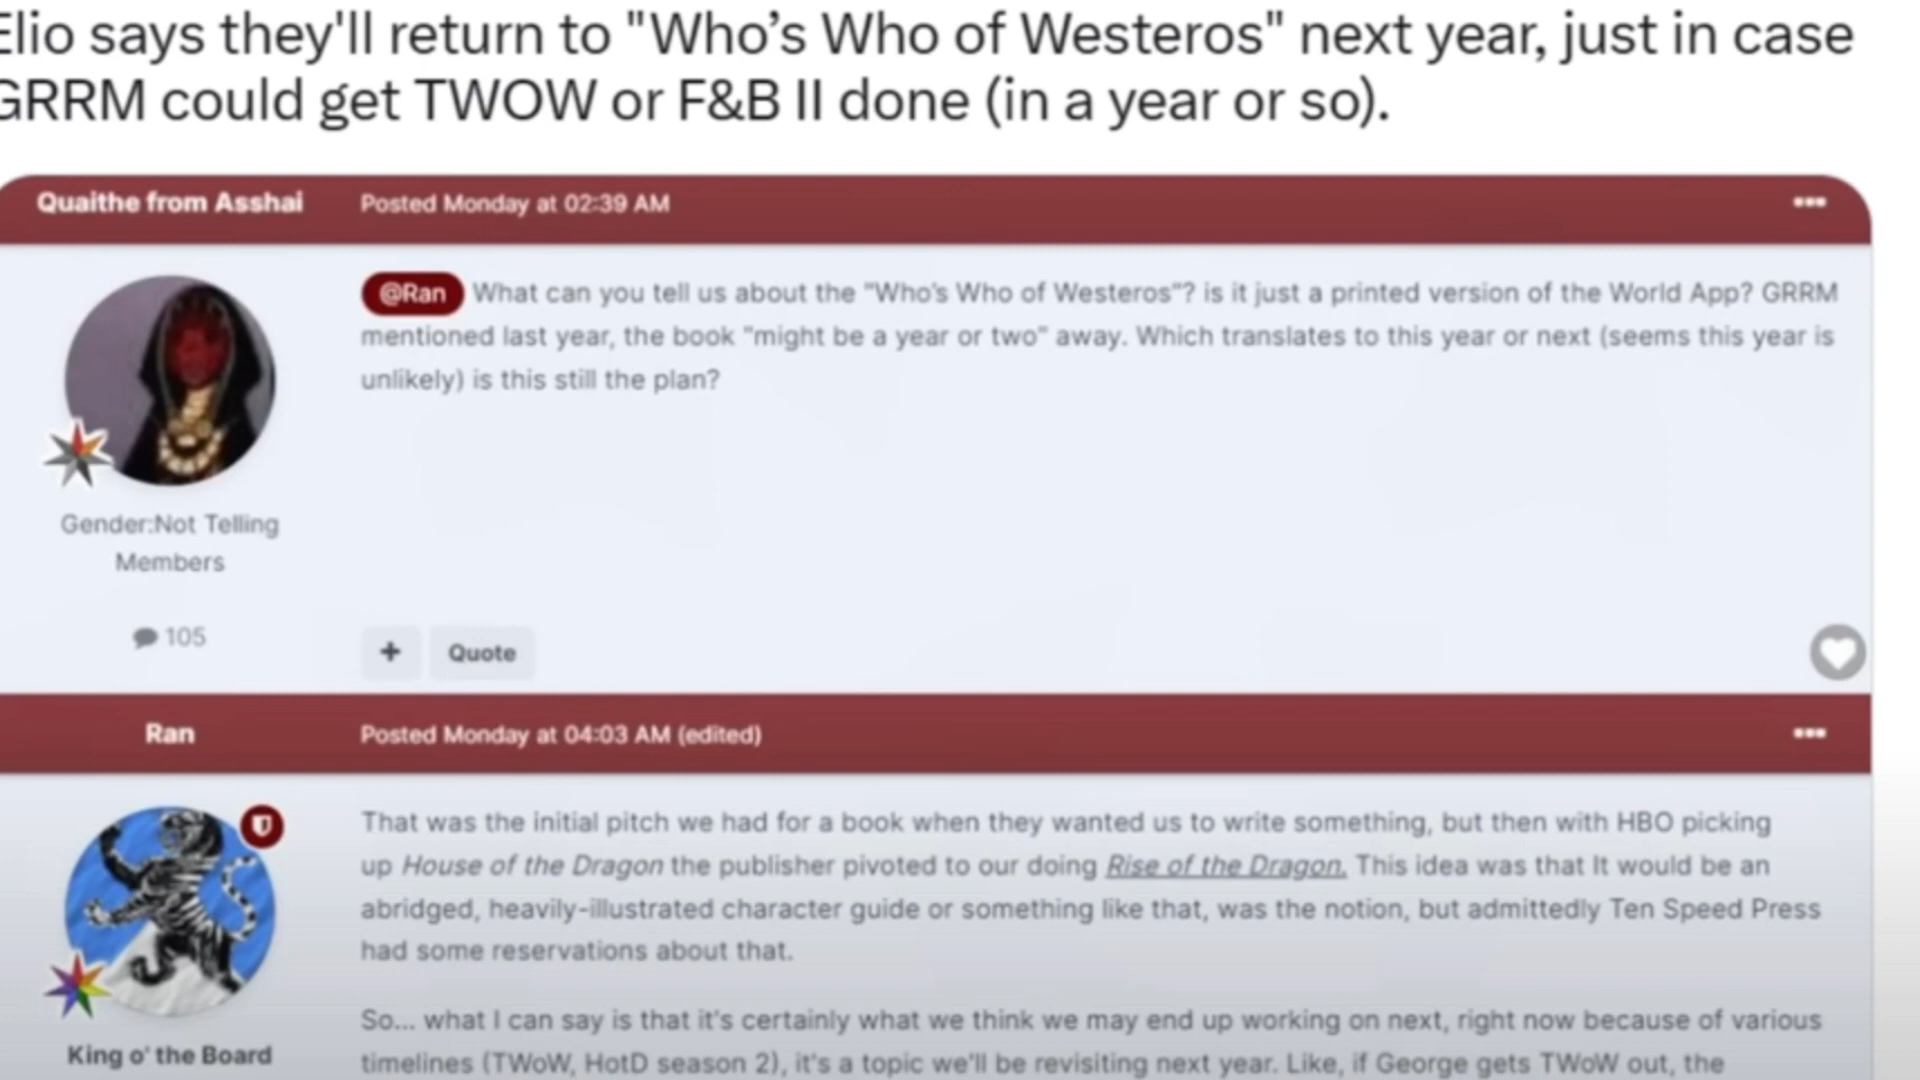 Elio says they'll return to "Who's Who of Westeros" next year, just in case
GRRM could get TWOW or F&B II done (in a year or so).
Quaithe from Asshai
Posted Monday at 02:39 AM
@Ran What can you tell us about the "Who's Who of Westeros"? is it just a printed version of the World App? GRRM
mentioned last year, the book "might be a year or two" away. Which translates to this year or next (seems this year is
unlikely) is this still the plan?
Gender:Not Telling
Members
105
+ Quote
Ran
Posted Monday at 04:03 AM (edited)
That was the initial pitch we had for a book when they wanted us to write something, but then with HBO picking
up House of the Dragon the publisher pivoted to our doing Rise of the Dragon. This idea was that It would be an
abridged, heavily-illustrated character guide or something like that, was the notion, but admittedly Ten Speed Press
had some reservations about that.
So... what I can say is that it's certainly what we think we may end up working on next, right now because of various
timelines (TWoW, HotD season 2), it's a topic we'll be revisiting next year. Like, if George gets TWoW out, the
King o' the Board